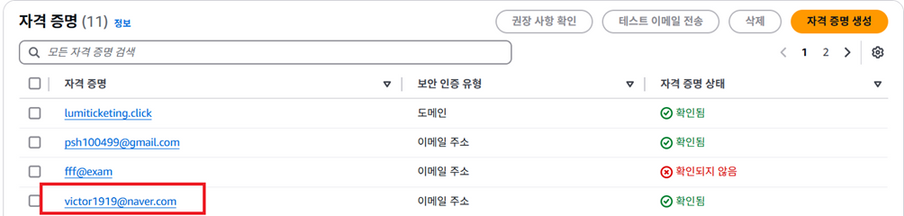 자격 증명 (11) 정보
권장 사항 확인 테스트 이메일 전송 삭제 자격 증명 생성
모든 자격 증명 검색
1 2
자격 증명 보안 인증 유형 자격 증명 상태
lumiticketing.click 도메인 확인됨
psh100499@gmail.com 이메일 주소 확인됨
fff@exam 이메일 주소 확인되지 않음
victor1919@naver.com 이메일 주소 확인됨